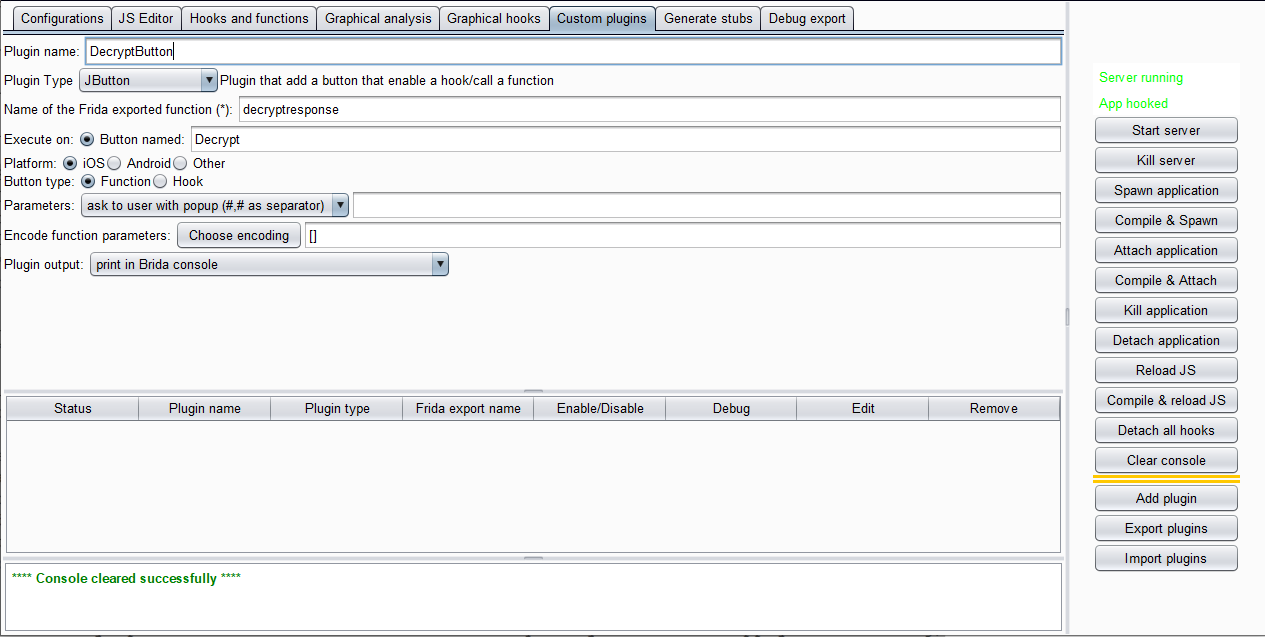 Configurations JS Editor Hooks and functions Graphical analysis Graphical hooks Custom plugins Generate stubs Debug export
Plugin name: DecryptButton
Plugin Type JButton Plugin that add a button that enable a hook/call a function
Name of the Frida exported function (*): decryptresponse
Execute on: Button named: Decrypt
Platform: iOS Android Other
Button type: Function Hook
Parameters: ask to user with popup (#,# as separator)
Encode function parameters: Choose encoding []
Plugin output: print in Brida console
Status Plugin name Plugin type Frida export name Enable/Disable Debug Edit Remove
**** Console cleared successfully ****
Server running
App hooked
Start server
Kill server
Spawn application
Compile & Spawn
Attach application
Compile & Attach
Kill application
Detach application
Reload JS
Compile & reload JS
Detach all hooks
Clear console
Add plugin
Export plugins
Import plugins